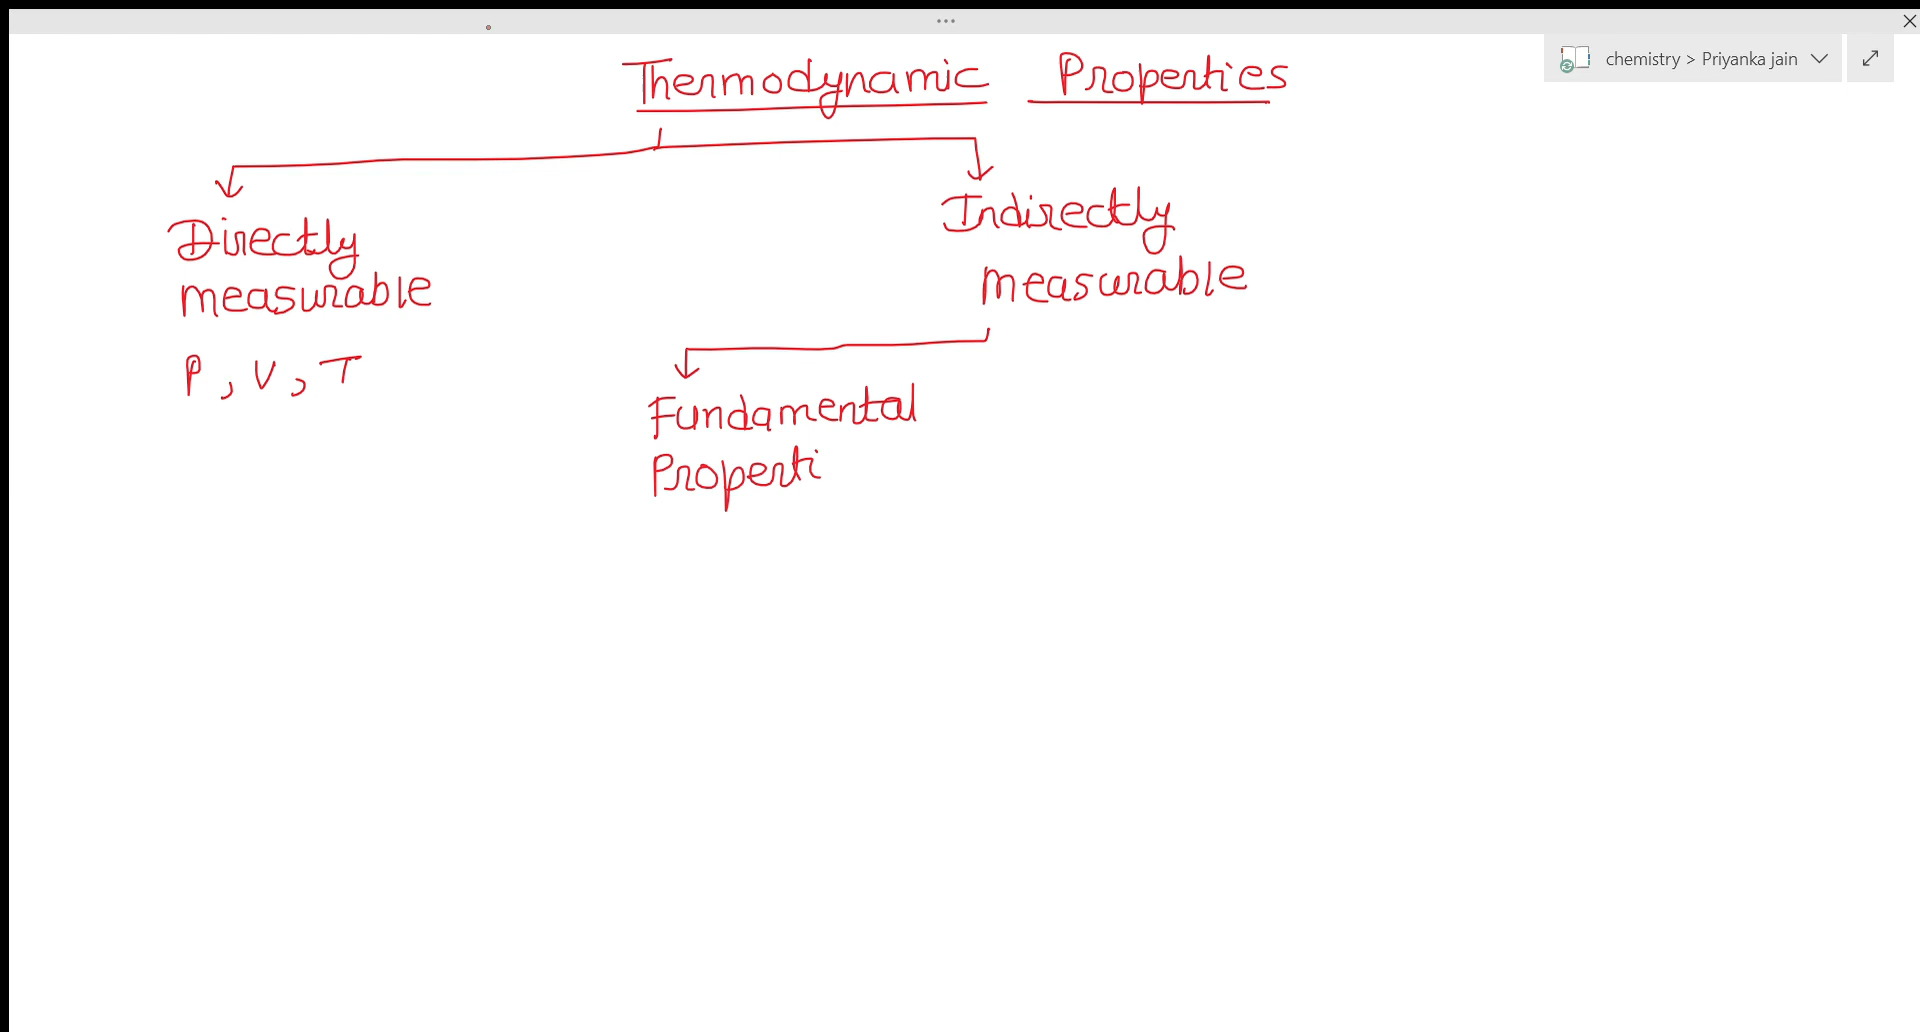 chemistry > Priyanka jain
Thermodynamic Properties
Directly
measurable
P, V, T
Indirectly
measurable
Fundamental
Properti